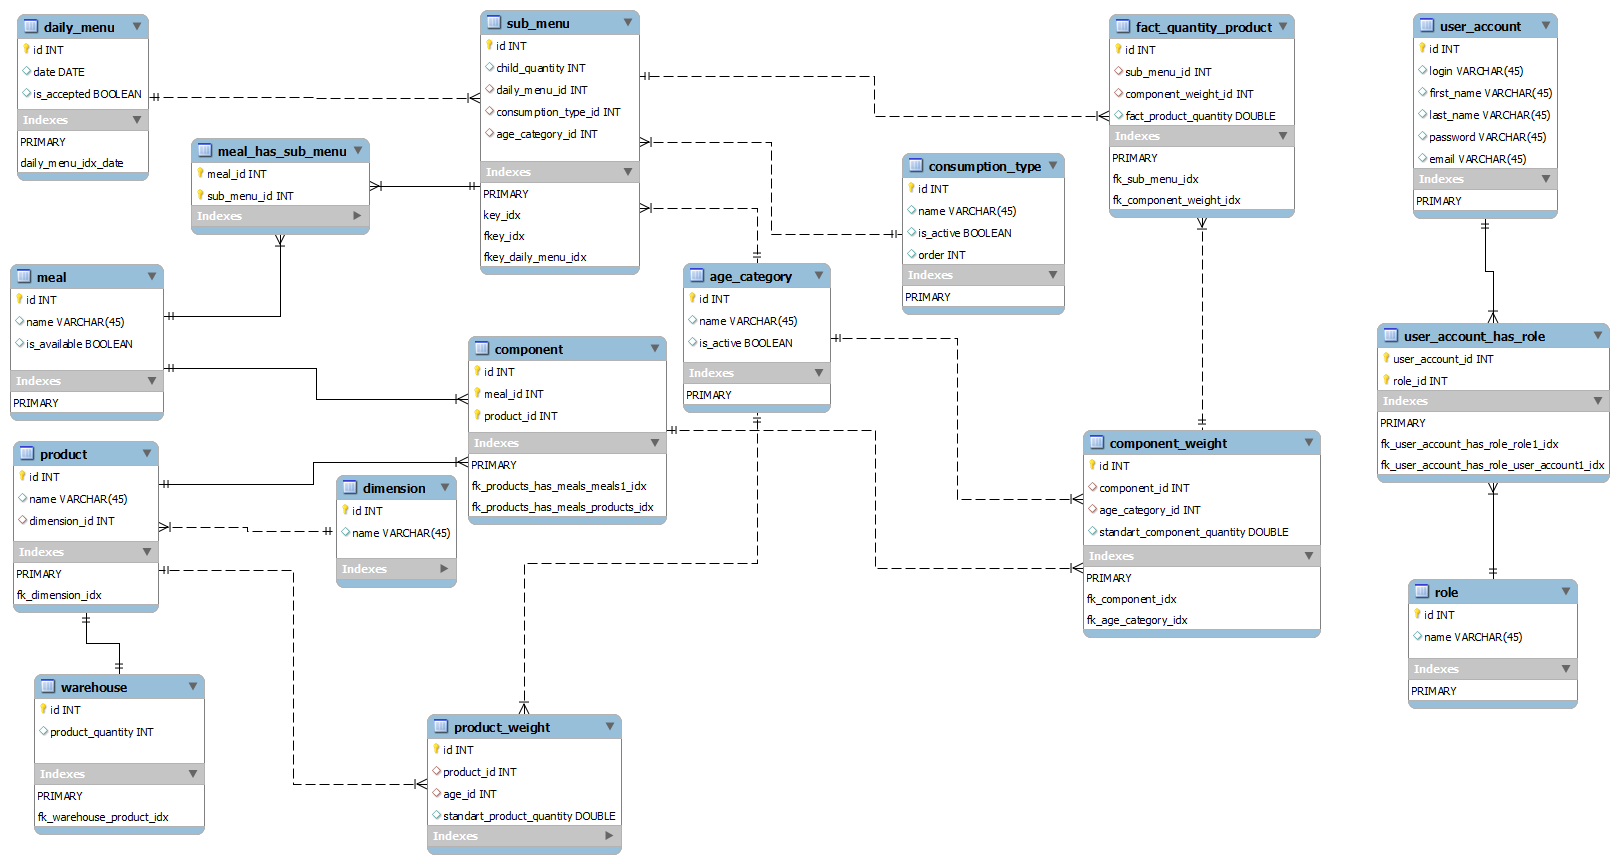 daily_menu
id INT
date DATE
is_accepted BOOLEAN
Indexes
PRIMARY
daily_menu_idx_date
sub_menu
id INT
child_quantity INT
daily_menu_id INT
consumption_type_id INT
age_category_id INT
Indexes
PRIMARY
key_idx
fkey_idx
fkey_daily_menu_idx
fact_quantity_product
id INT
sub_menu_id INT
component_weight_id INT
fact_product_quantity DOUBLE
Indexes
PRIMARY
fk_sub_menu_idx
fk_component_weight_idx
user_account
id INT
login VARCHAR(45)
first_name VARCHAR(45)
last_name VARCHAR(45)
password VARCHAR(45)
email VARCHAR(45)
Indexes
PRIMARY
meal_has_sub_menu
meal_id INT
sub_menu_id INT
Indexes
consumption_type
id INT
name VARCHAR(45)
is_active BOOLEAN
order INT
Indexes
PRIMARY
meal
id INT
name VARCHAR(45)
is_available BOOLEAN
Indexes
PRIMARY
age_category
id INT
name VARCHAR(45)
is_active BOOLEAN
Indexes
PRIMARY
component
id INT
meal_id INT
product_id INT
Indexes
PRIMARY
fk_products_has_meals_meals1_idx
fk_products_has_meals_products_idx
user_account_has_role
user_account_id INT
role_id INT
Indexes
PRIMARY
fk_user_account_has_role_role1_idx
fk_user_account_has_role_user_account1_idx
product
id INT
name VARCHAR(45)
dimension_id INT
Indexes
PRIMARY
fk_dimension_idx
dimension
id INT
name VARCHAR(45)
Indexes
component_weight
id INT
component_id INT
age_category_id INT
standart_component_quantity DOUBLE
Indexes
PRIMARY
fk_component_idx
fk_age_category_idx
role
id INT
name VARCHAR(45)
Indexes
PRIMARY
warehouse
id INT
product_quantity INT
Indexes
PRIMARY
fk_warehouse_product_idx
product_weight
id INT
product_id INT
age_id INT
standart_product_quantity DOUBLE
Indexes